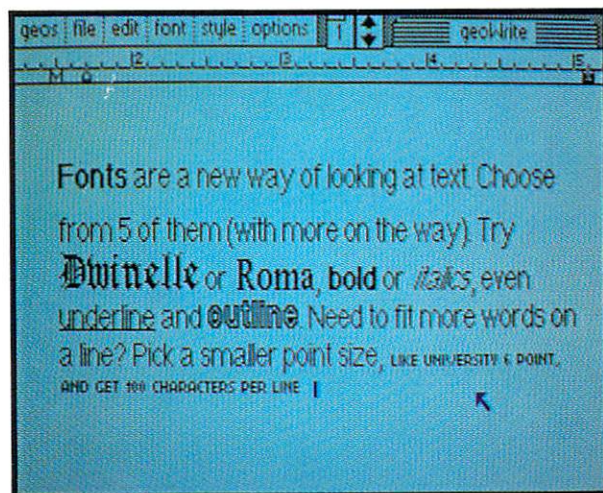 geos file edit font style options 1 geoWrite
2 3 4 5
Fonts are a new way of looking at text. Choose
from 5 of them (with more on the way). Try
Dwinelle or Roma, bold or italics, even
underline and outline. Need to fit more words on
a line? Pick a smaller point size, LIKE UNIVERSITY 6 POINT,
AND GET 100 CHARACTERS PER LINE